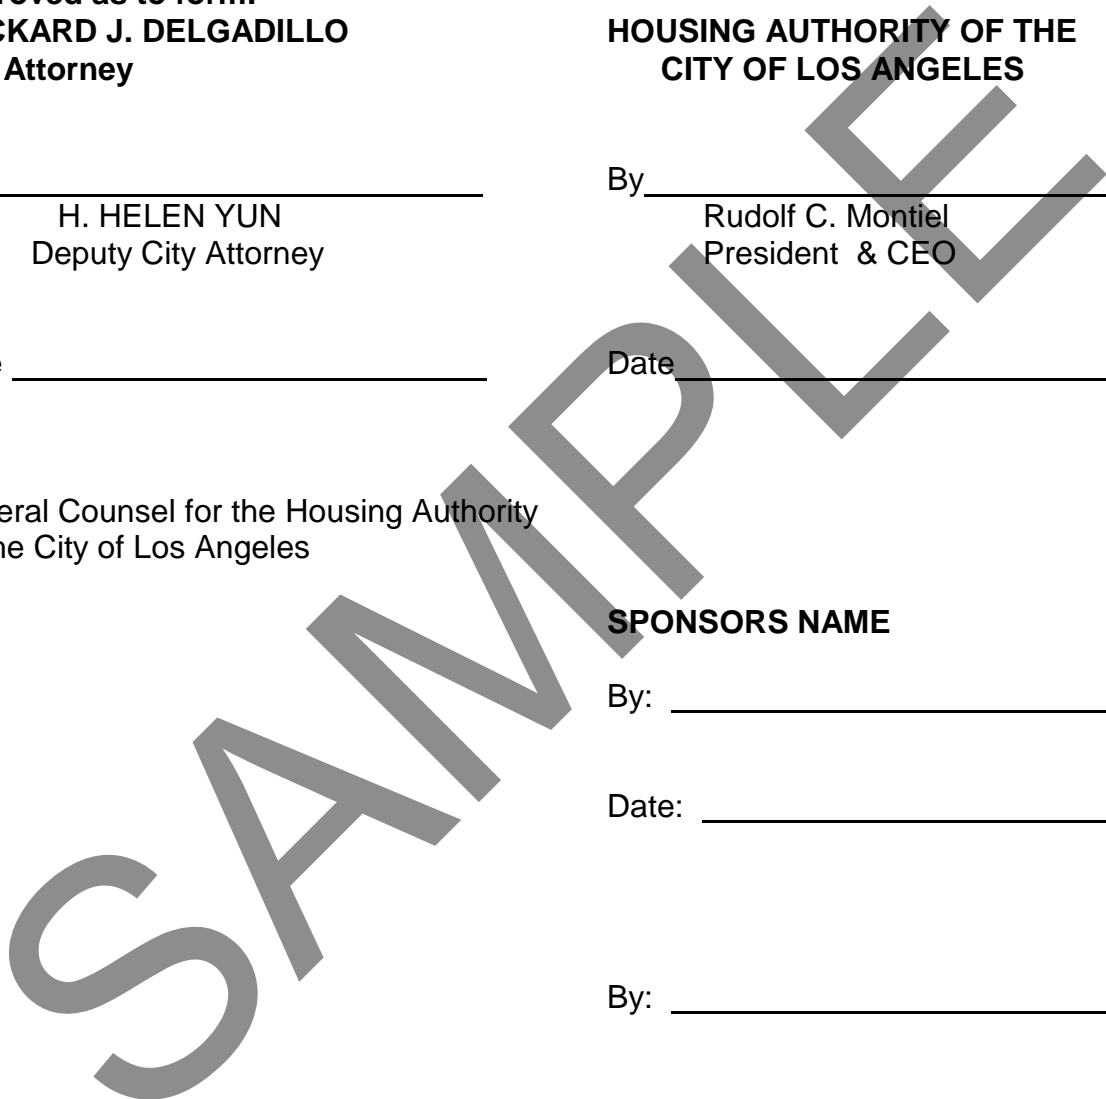 roved as to form:
CKARD J. DELGADILLO
Attorney
H. HELEN YUN
Deputy City Attorney
e
eral Counsel for the Housing Authority
he City of Los Angeles
HOUSING AUTHORITY OF THE
CITY OF LOS ANGELES
By
Rudolf C. Montiel
President & CEO
Date
SPONSORS NAME
By:
Date:
By:
SAMPLE